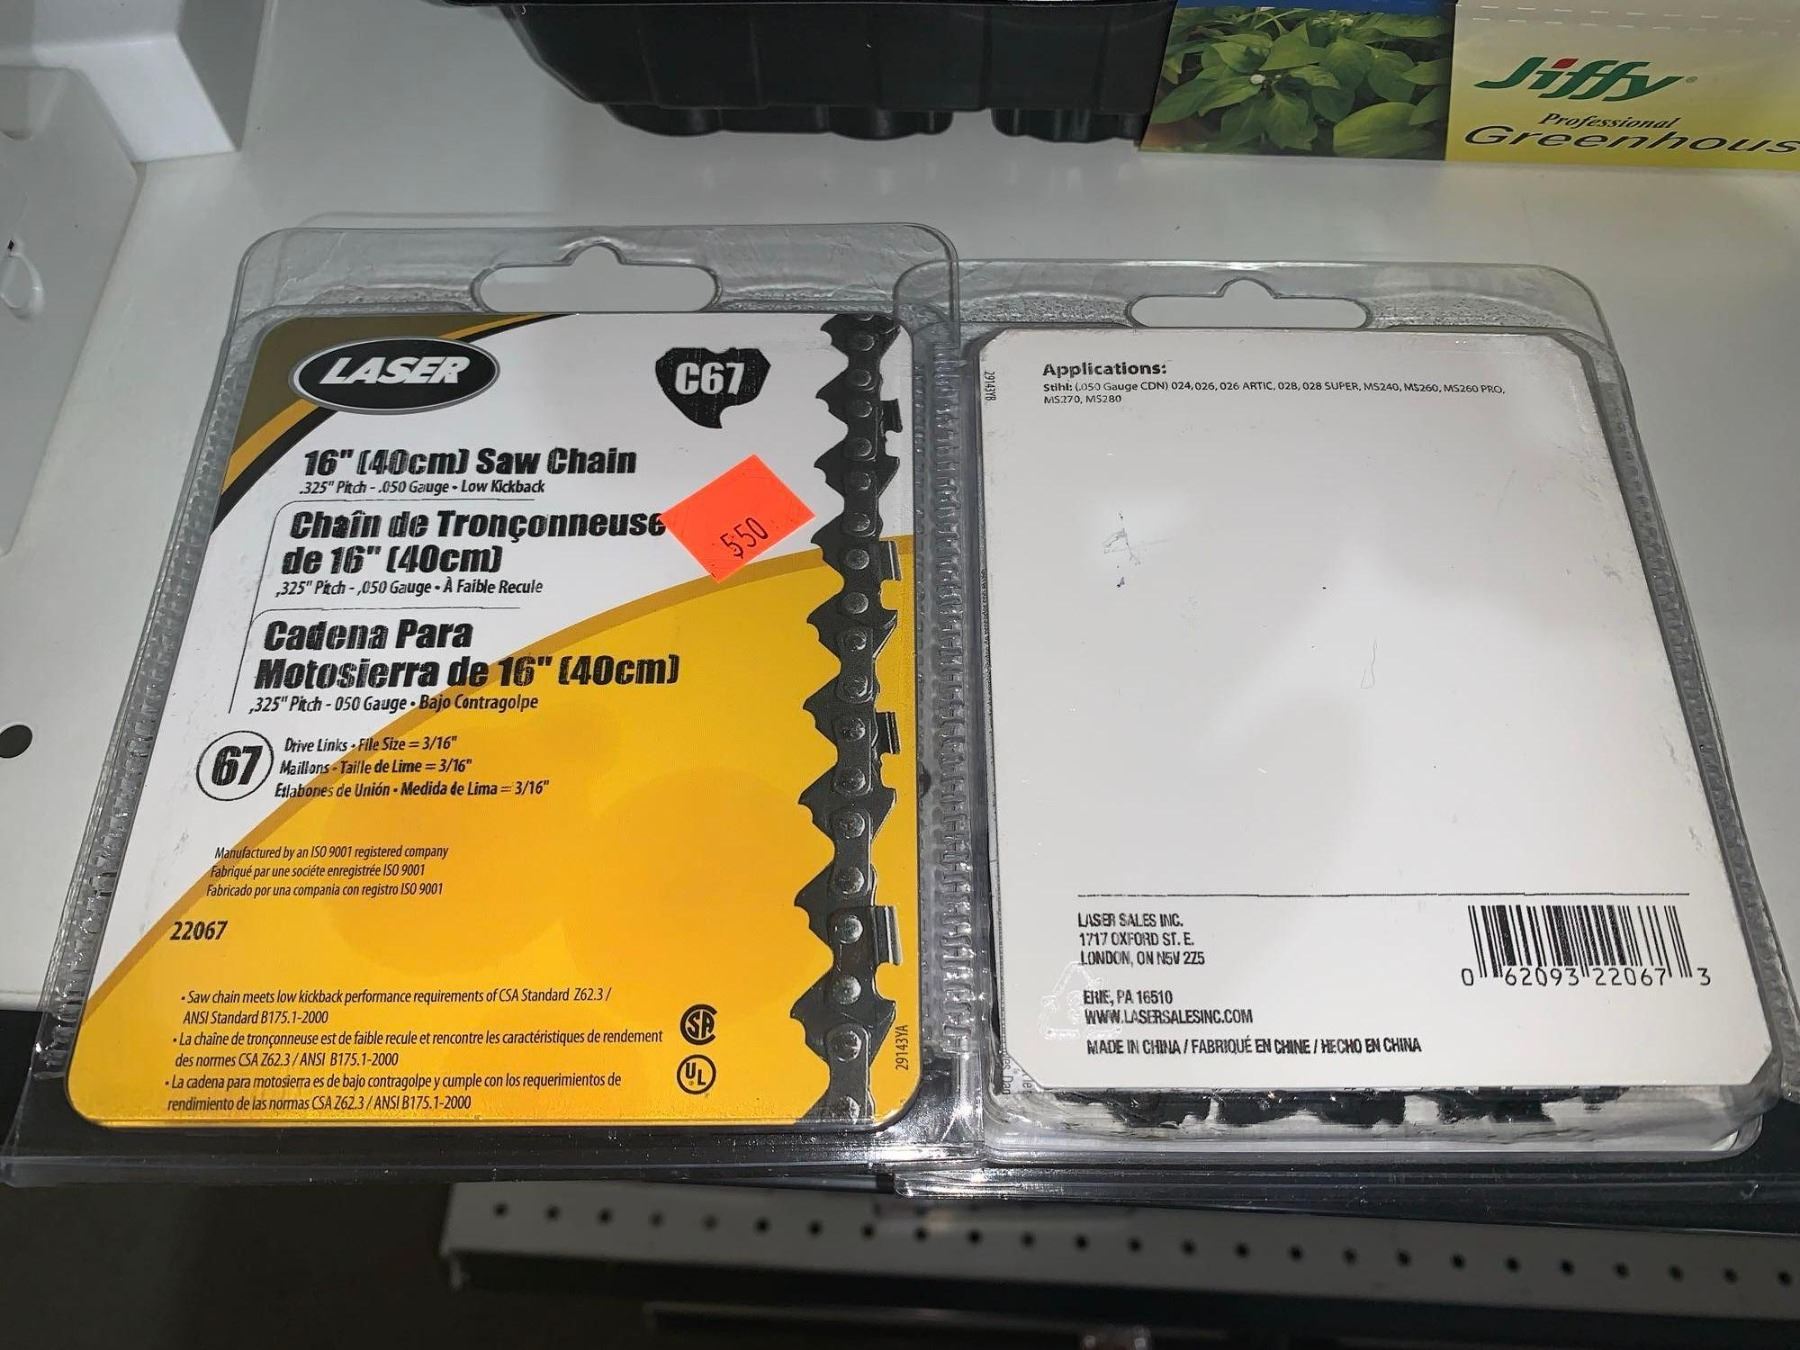 Jiffy
Professional
Greenhous
LASER
C67
16" (40cm) Saw Chain
.325" Pitch - .050 Gauge • Low Kickback
Chaîn de Tronçonneuse
de 16" (40cm)
,325" Pitch - ,050 Gauge • À Faible Recule
550
Cadena Para
Motosierra de 16" (40cm)
,325" Pitch - 050 Gauge • Bajo Contragolpe
67
Drive Links • File Size = 3/16"
Maillons - Taille de Lime = 3/16"
Eslabones de Unión • Medida de Lima = 3/16"
Manufactured by an ISO 9001 registered company
Fabriqué par une sociéte enregistrée ISO 9001
Fabricado por una compania con registro ISO 9001
22067
• Saw chain meets low kickback performance requirements of CSA Standard Z62.3 /
ANSI Standard B175.1-2000
• La chaîne de tronçonneuse est de faible recule et rencontre les caractéristiques de rendement
des normes CSA Z62.3 / ANSI B175.1-2000
• La cadena para motosierra es de bajo contragolpe y cumple con los requerimientos de
rendimiento de las normas CSA Z62.3 / ANSI B175.1-2000
SA
UL
29143YA
29143YB
Applications:
Stihl: (.050 Gauge CDN) 024, 026, 026 ARTIC, 028, 028 SUPER, MS240, MS260, MS260 PRO,
MS270, MS280
LASER SALES INC.
1717 OXFORD ST. E.
LONDON, ON N5V 2Z5
ERIE, PA 16510
WWW.LASERSALESINC.COM
MADE IN CHINA / FABRIQUÉ EN CHINE / HECHO EN CHINA
0 62093 22067 3